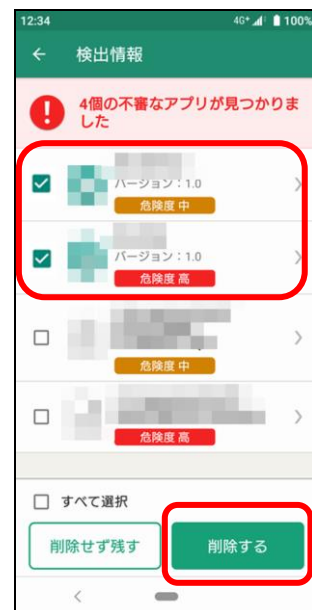 12:34 4G+ 100%
検出情報
4個の不審なアプリが見つかりま
した
バージョン：1.0
危険度 中
バージョン：1.0
危険度 高
危険度 中
危険度 高
すべて選択
削除せず残す 削除する